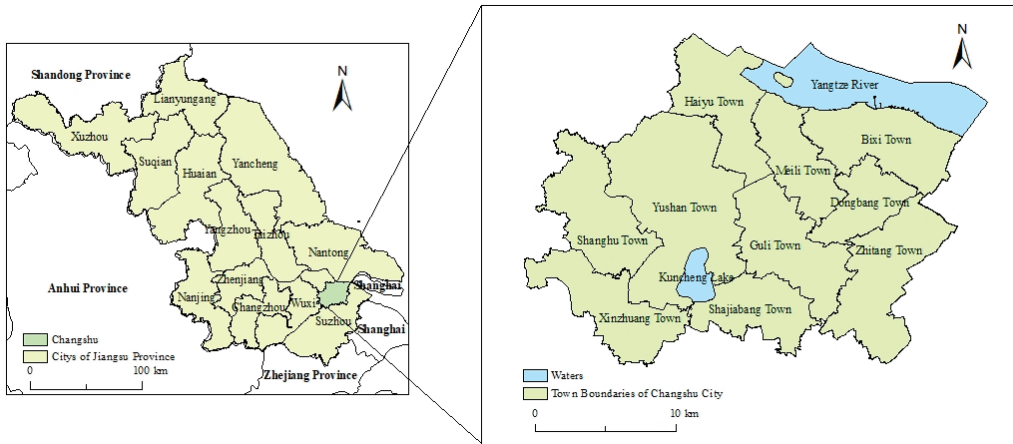 Shandong Province
N
Lianyungang
Xuzhou
Suqian
Huaian
Yancheng
Yangzhou
Taizhou
Nantong
Anhui Province
Zhenjiang
Nanjing
Changzhou
Wuxi
Shanghai
Suzhou
Shanghai
Zhejiang Province
Changshu
Citys of Jiangsu Province
0 100 km
N
Yangtze River
Haiyu Town
Bixi Town
Meili Town
Dongbang Town
Yushan Town
Shanghu Town
Guli Town
Zhitang Town
Kuncheng Lake
Xinzhuang Town
Shajiabang Town
Waters
Town Boundaries of Changshu City
0 10 km